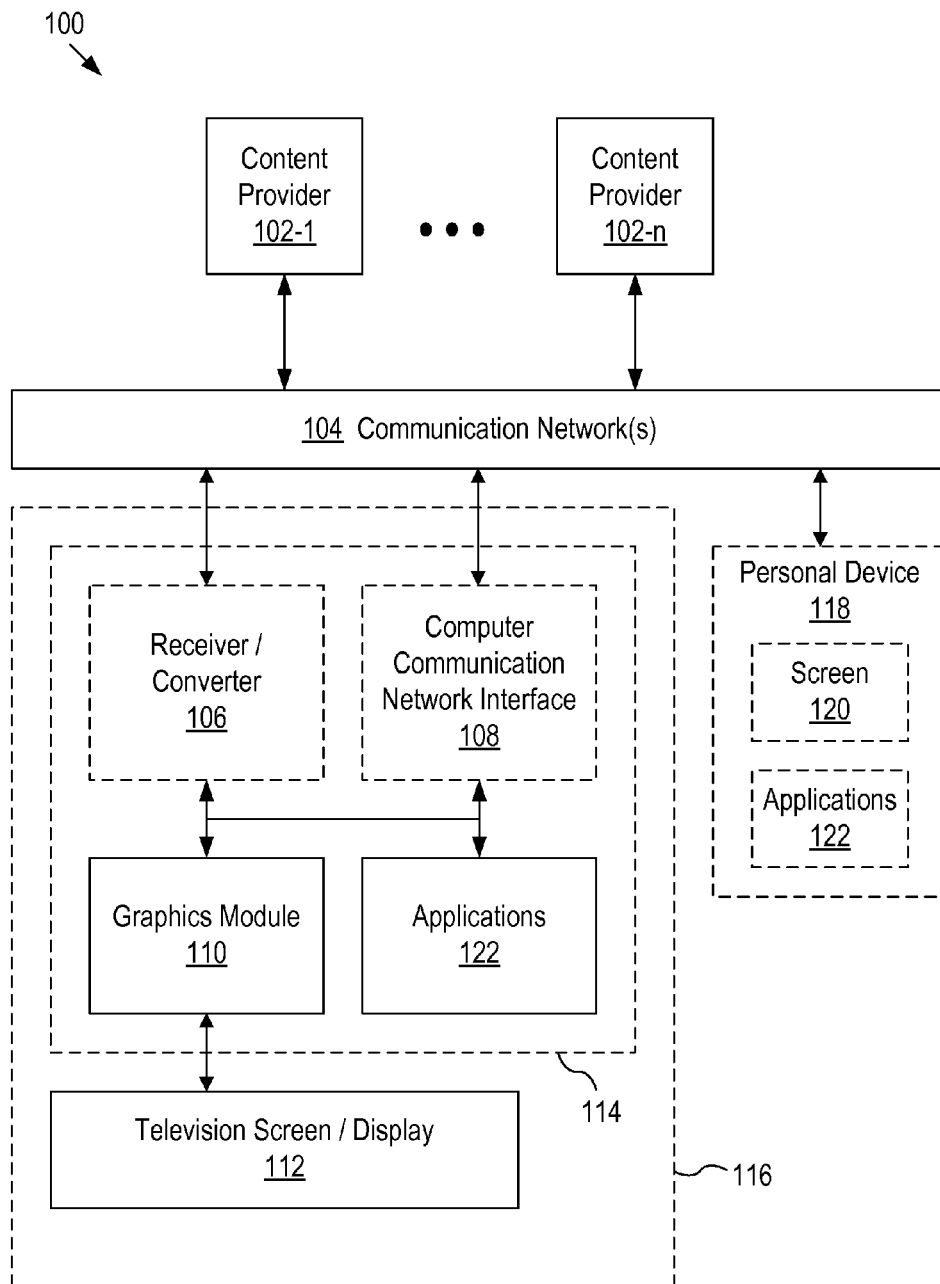 100
Content
Provider
102-1
Content
Provider
102-n
104 Communication Network(s)
Receiver /
Converter
106
Computer
Communication
Network Interface
108
Personal Device
118
Screen
120
Applications
122
Graphics Module
110
Applications
122
114
Television Screen / Display
112
116